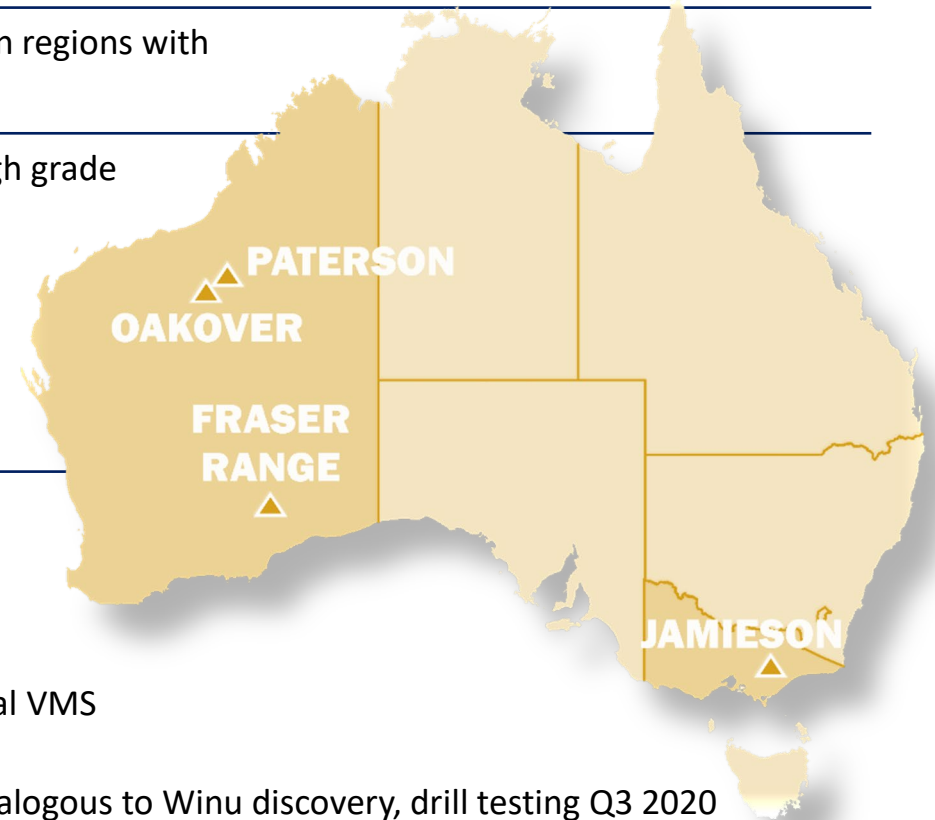 n regions with
gh grade
PATERSON
OAKOVER
FRASER
RANGE
JAMIESON
al VMS
alogous to Winu discovery, drill testing Q3 2020